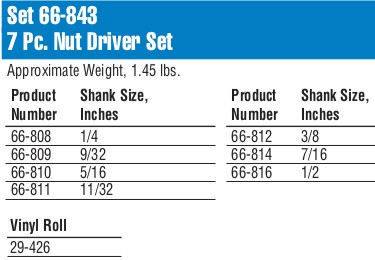 Set 66-843
7 Pc. Nut Driver Set
Approximate Weight, 1.45 lbs.
Product Number Shank Size, Inches
66-808 1/4
66-809 9/32
66-810 5/16
66-811 11/32
Product Number Shank Size, Inches
66-812 3/8
66-814 7/16
66-816 1/2
Vinyl Roll
29-426